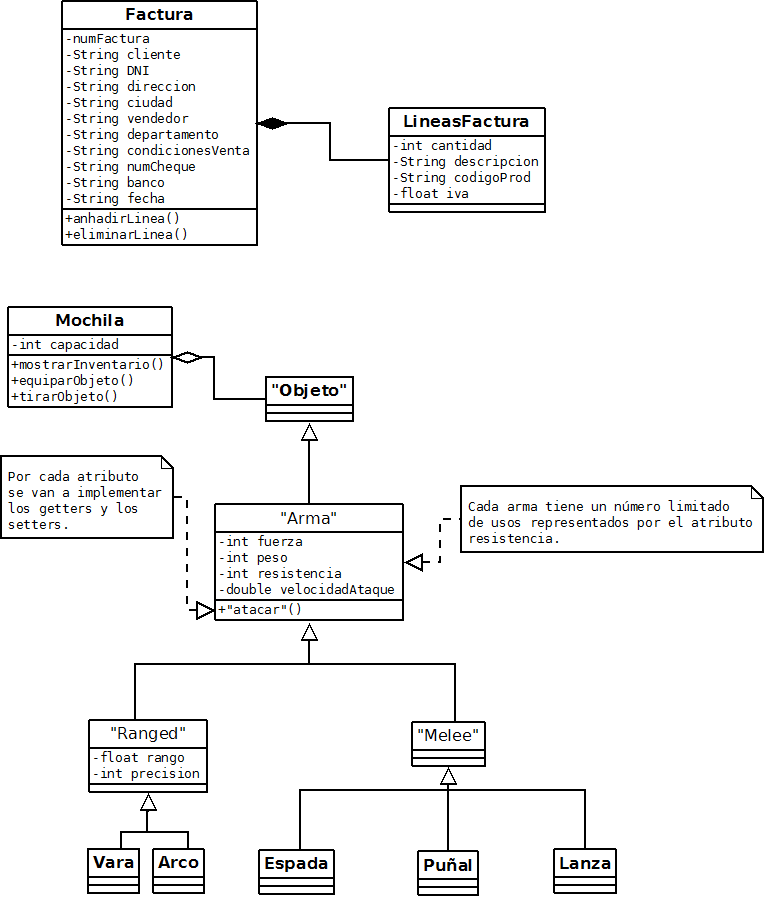 Factura
-numFactura
-String cliente
-String DNI
-String direccion
-String ciudad
-String vendedor
-String departamento
-String condicionesVenta
-String numCheque
-String banco
-String fecha
+anhadirLinea()
+eliminarLinea()
LineasFactura
-int cantidad
-String descripcion
-String codigoProd
-float iva
Mochila
-int capacidad
+mostrarInventario()
+equiparObjeto()
+tirarObjeto()
"Objeto"
Por cada atributo
se van a implementar
los getters y los
setters.
"Arma"
-int fuerza
-int peso
-int resistencia
-double velocidadAtaque
+"atacar"()
Cada arma tiene un número limitado
de usos representados por el atributo
resistencia.
"Ranged"
-float rango
-int precision
"Melee"
Vara
Arco
Espada
Puñal
Lanza